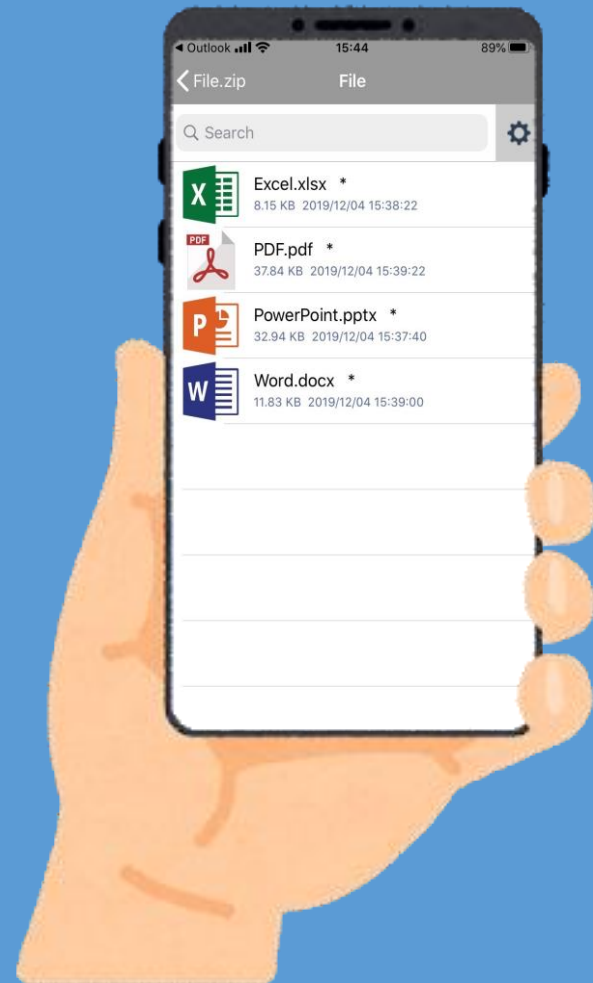 ◀ Outlook 15:44 89%
File.zip File
Search
Excel.xlsx *
8.15 KB 2019/12/04 15:38:22
PDF
PDF.pdf *
37.84 KB 2019/12/04 15:39:22
P
PowerPoint.pptx *
32.94 KB 2019/12/04 15:37:40
W
Word.docx *
11.83 KB 2019/12/04 15:39:00
X